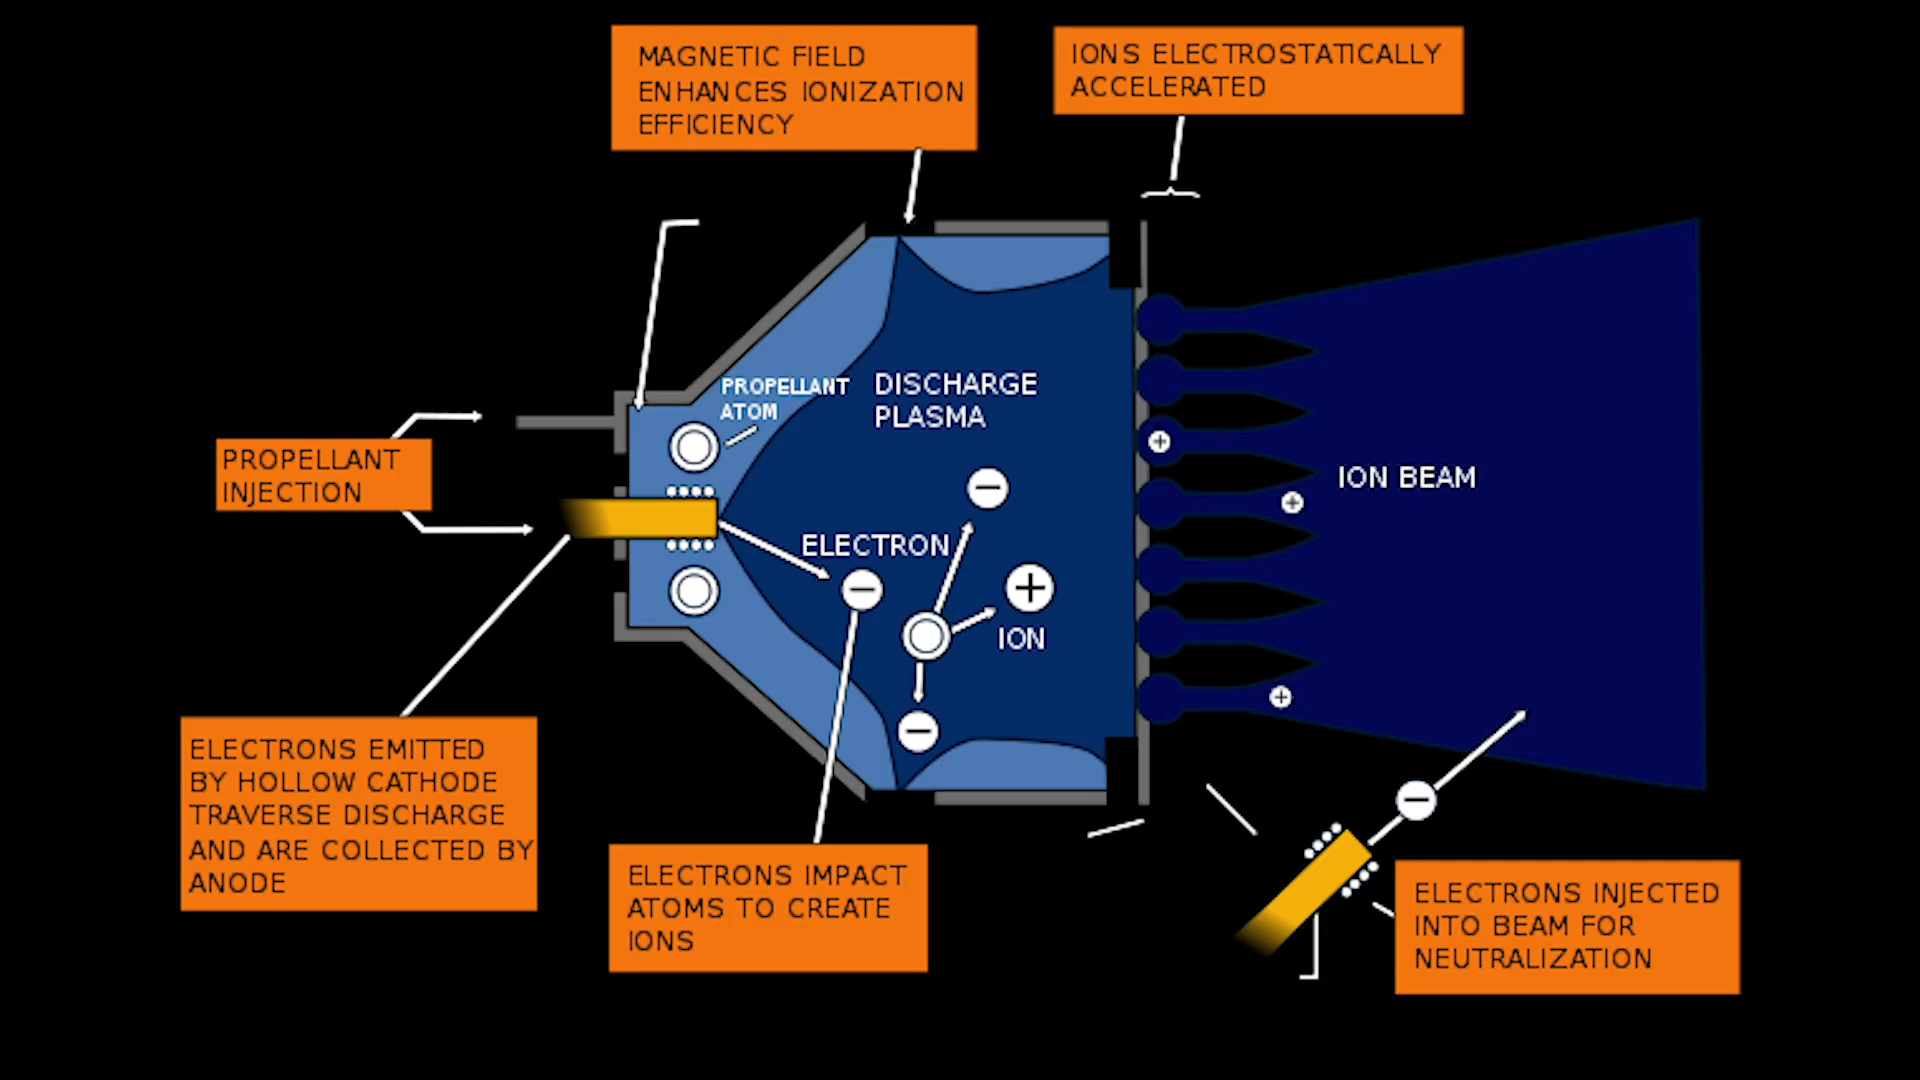 MAGNETIC FIELD
ENHANCES IONIZATION
EFFICIENCY
IONS ELECTROSTATICALLY
ACCELERATED
PROPELLANT
ATOM
DISCHARGE
PLASMA
PROPELLANT
INJECTION
ION BEAM
ELECTRON
ION
ELECTRONS EMITTED
BY HOLLOW CATHODE
TRAVERSE DISCHARGE
AND ARE COLLECTED BY
ANODE
ELECTRONS IMPACT
ATOMS TO CREATE
IONS
ELECTRONS INJECTED
INTO BEAM FOR
NEUTRALIZATION